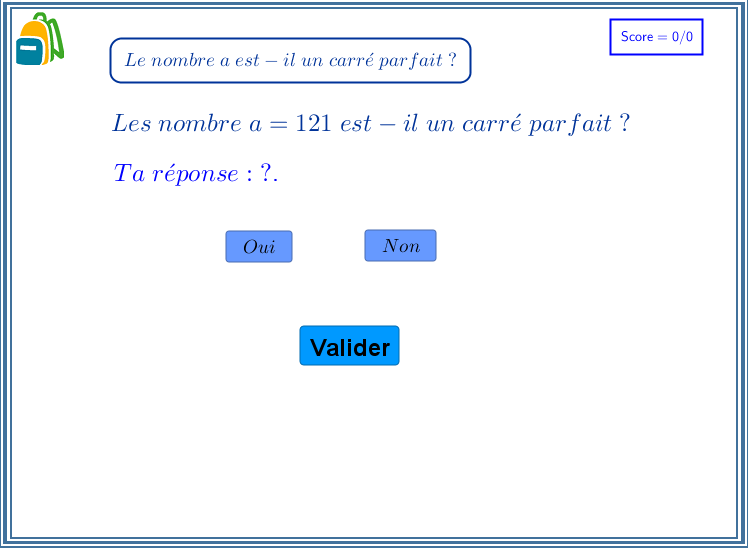 Score = 0/0
Le nombre a est − il un carré parfait ?
Les nombre a = 121 est − il un carré parfait ?
Ta réponse : ?.
Oui
Non
Valider